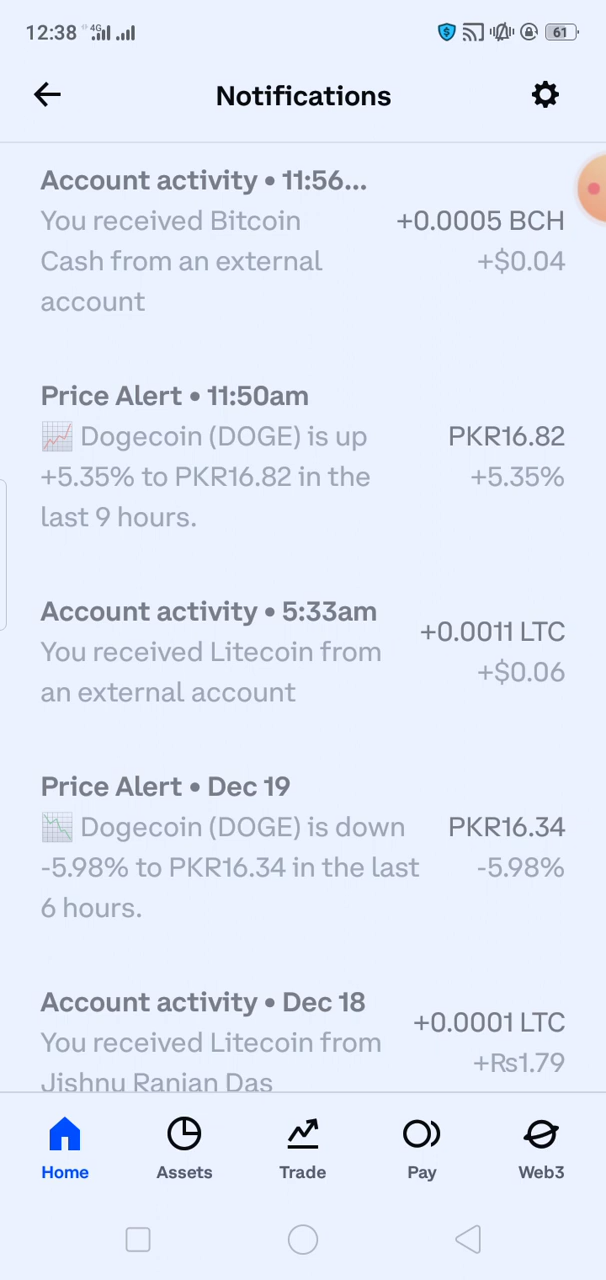 12:38 4G 61
Notifications
Account activity • 11:56...
You received Bitcoin +0.0005 BCH
Cash from an external +$0.04
account
Price Alert • 11:50am
📈 Dogecoin (DOGE) is up PKR16.82
+5.35% to PKR16.82 in the +5.35%
last 9 hours.
Account activity • 5:33am
+0.0011 LTC
You received Litecoin from
+$0.06
an external account
Price Alert • Dec 19
📉 Dogecoin (DOGE) is down PKR16.34
-5.98% to PKR16.34 in the last -5.98%
6 hours.
Account activity • Dec 18
+0.0001 LTC
You received Litecoin from
+Rs1.79
Jishnu Ranjan Das
Home Assets Trade Pay Web3